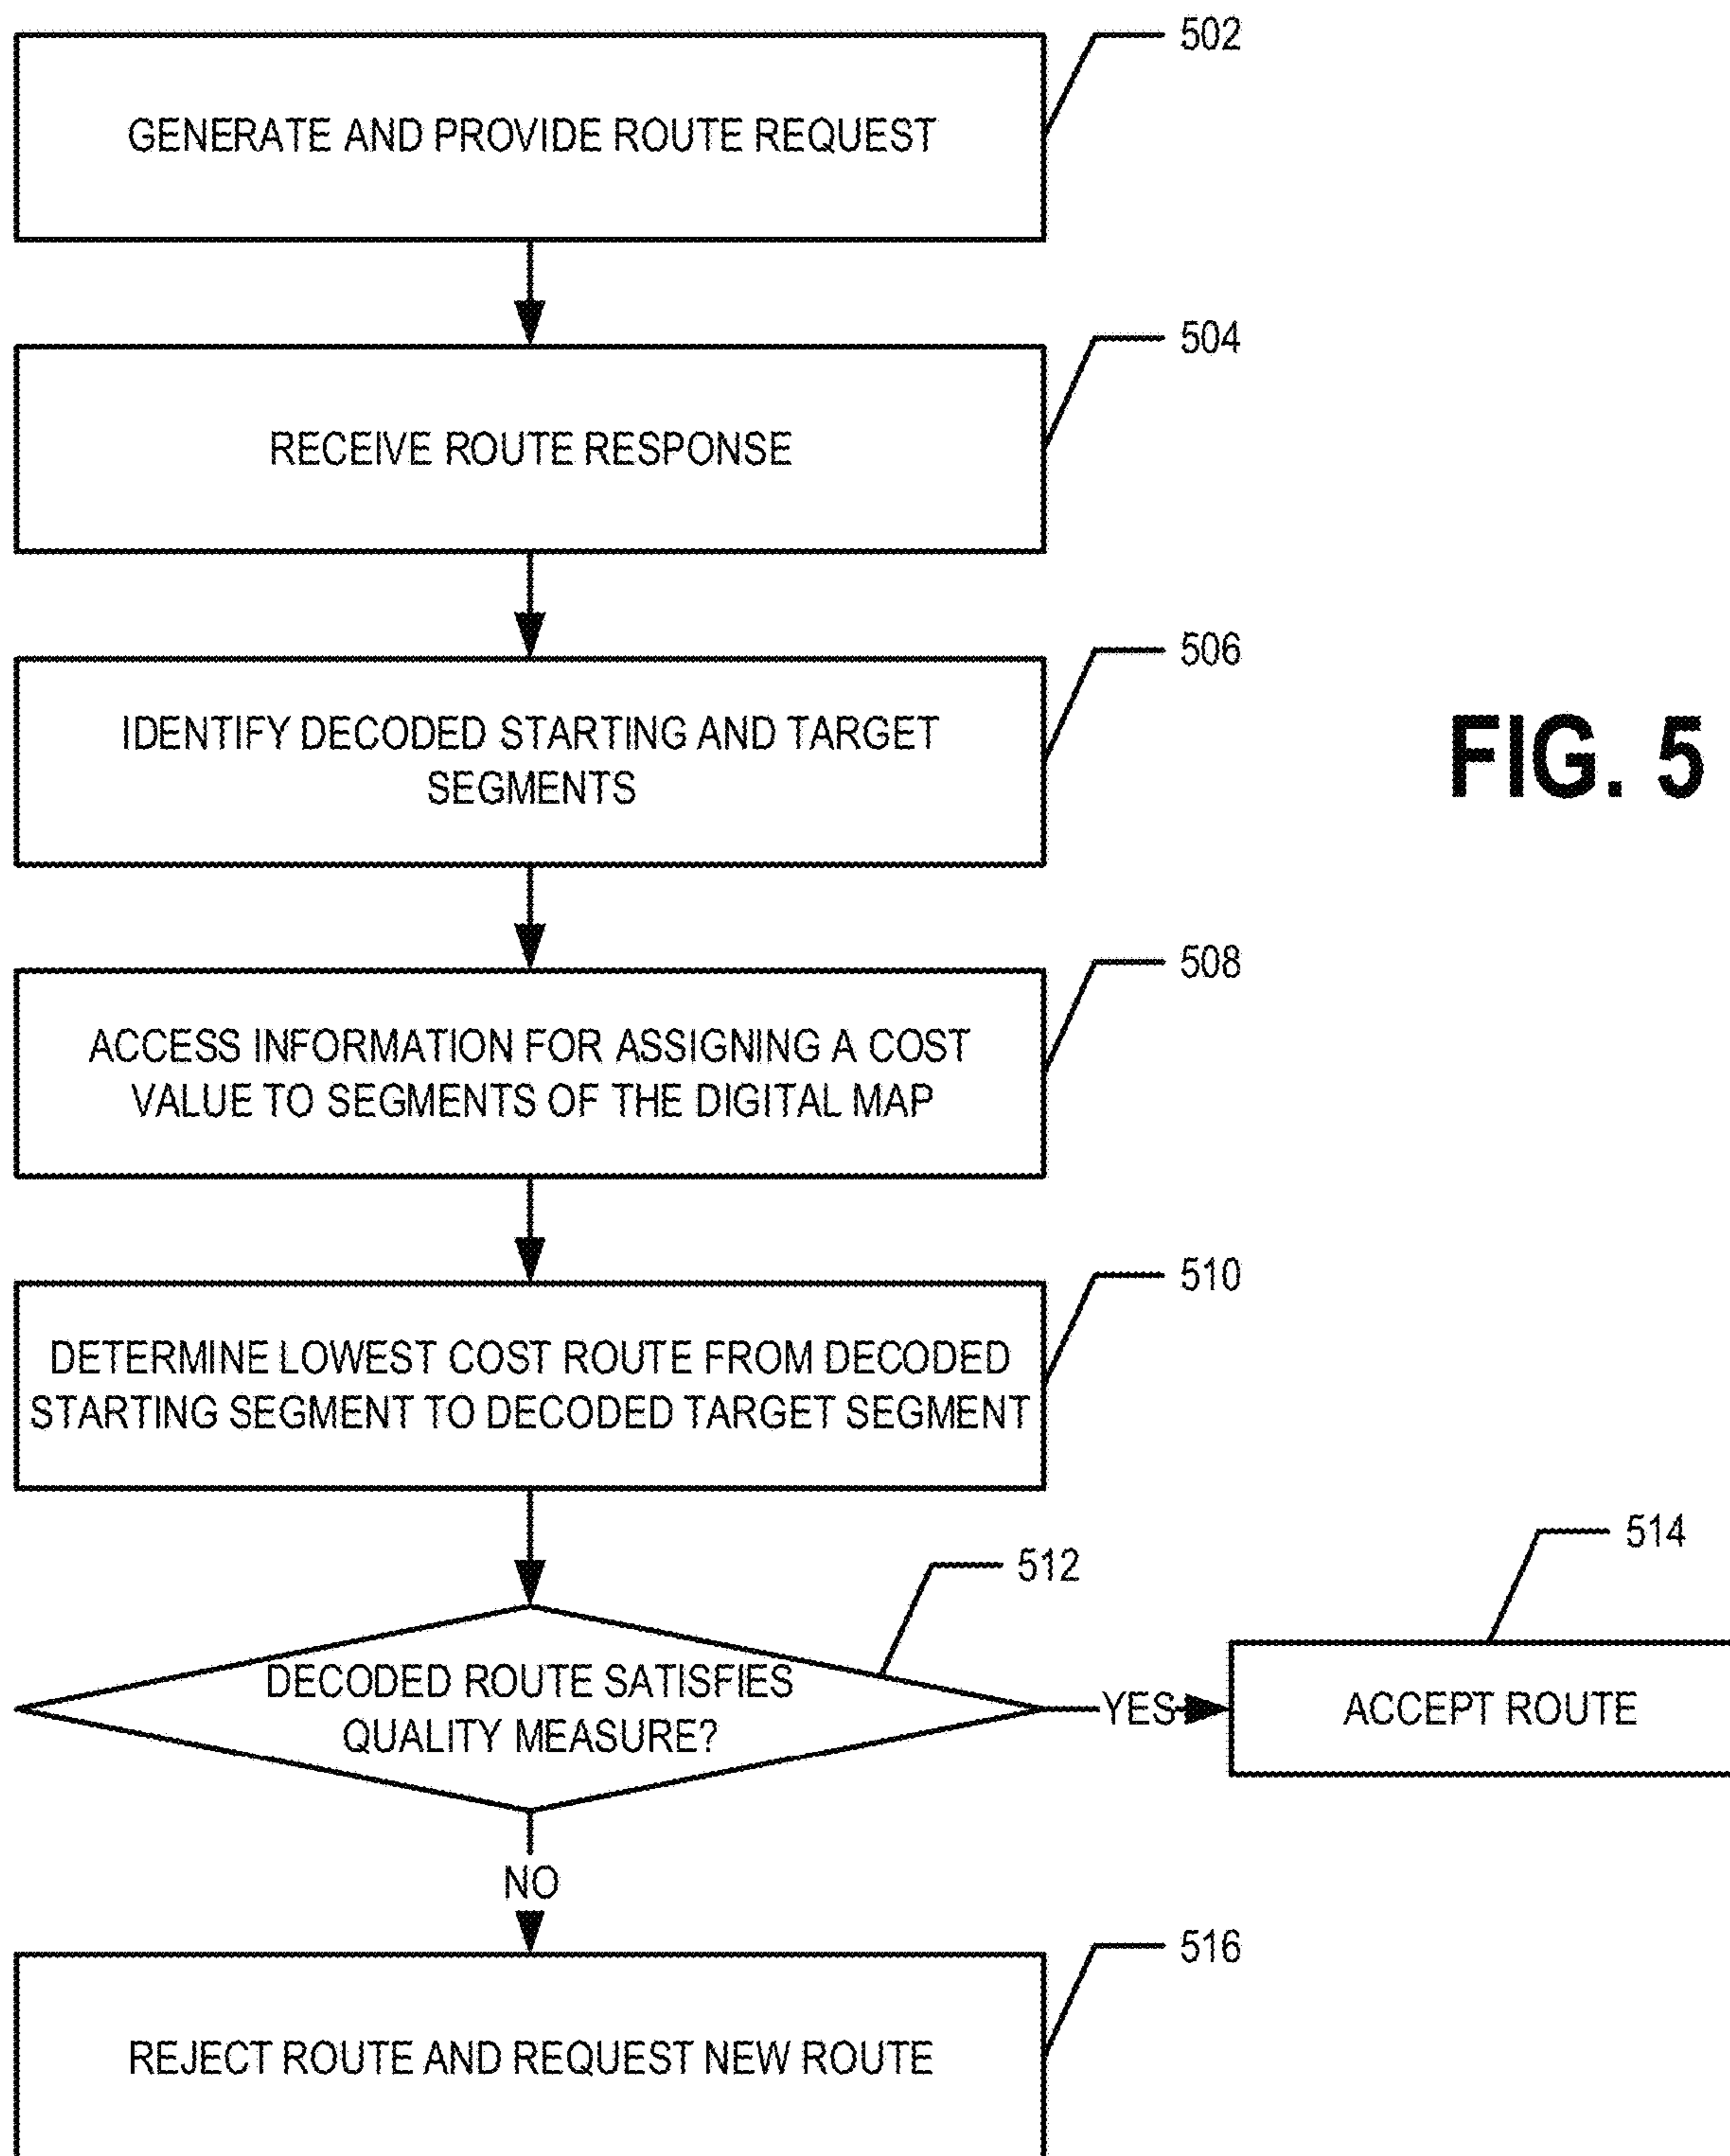 502
GENERATE AND PROVIDE ROUTE REQUEST
504
RECEIVE ROUTE RESPONSE
506
IDENTIFY DECODED STARTING AND TARGET
SEGMENTS
FIG. 5
508
ACCESS INFORMATION FOR ASSIGNING A COST
VALUE TO SEGMENTS OF THE DIGITAL MAP
510
DETERMINE LOWEST COST ROUTE FROM DECODED
STARTING SEGMENT TO DECODED TARGET SEGMENT
512
514
DECODED ROUTE SATISFIES
QUALITY MEASURE?
YES
ACCEPT ROUTE
NO
516
REJECT ROUTE AND REQUEST NEW ROUTE